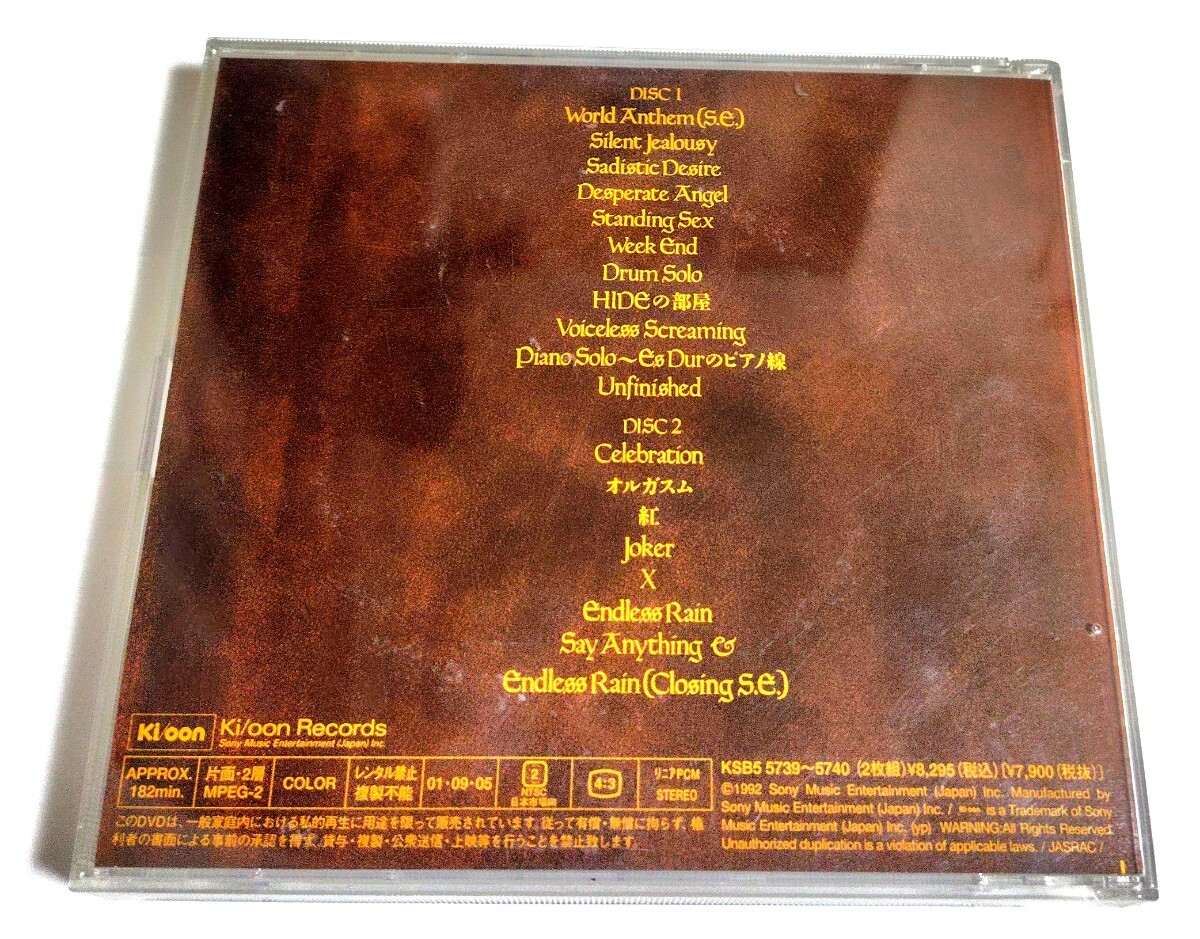 DISC 1
World Anthem (S.E.)
Silent Jealousy
Sadistic Desire
Desperate Angel
Standing Sex
Week End
Drum Solo
HIDEの部屋
Voiceless Screaming
Piano Solo～Es Durのピアノ線
Unfinished
DISC 2
Celebration
オルガスム
紅
Joker
X
Endless Rain
Say Anything &
Endless Rain (Closing S.E.)
Ki/oon Ki/oon Records
Sony Music Entertainment (Japan) Inc.
APPROX.
182min.
片面・2層
MPEG-2
COLOR
レンタル禁止
複製不能
01・09・05
2
NTSC
日本市場向
4:3
リニアPCM
STEREO
このDVDは、一般家庭内における私的再生に用途を限って販売されています。従って有償・無償に拘らず、権
利者の書面による事前の承認を得ず、貸与・複製・公衆送信・上映等を行うことを禁止致します。
KSB5 5739～5740 (2枚組)¥8,295(税込)[¥7,900(税抜)]
©1992 Sony Music Entertainment (Japan) Inc. Manufactured by
Sony Music Entertainment (Japan) Inc. / is a Trademark of Sony
Music Entertainment (Japan) Inc. (yp) WARNING:All Rights Reserved.
Unauthorized duplication is a violation of applicable laws. / JASRAC /